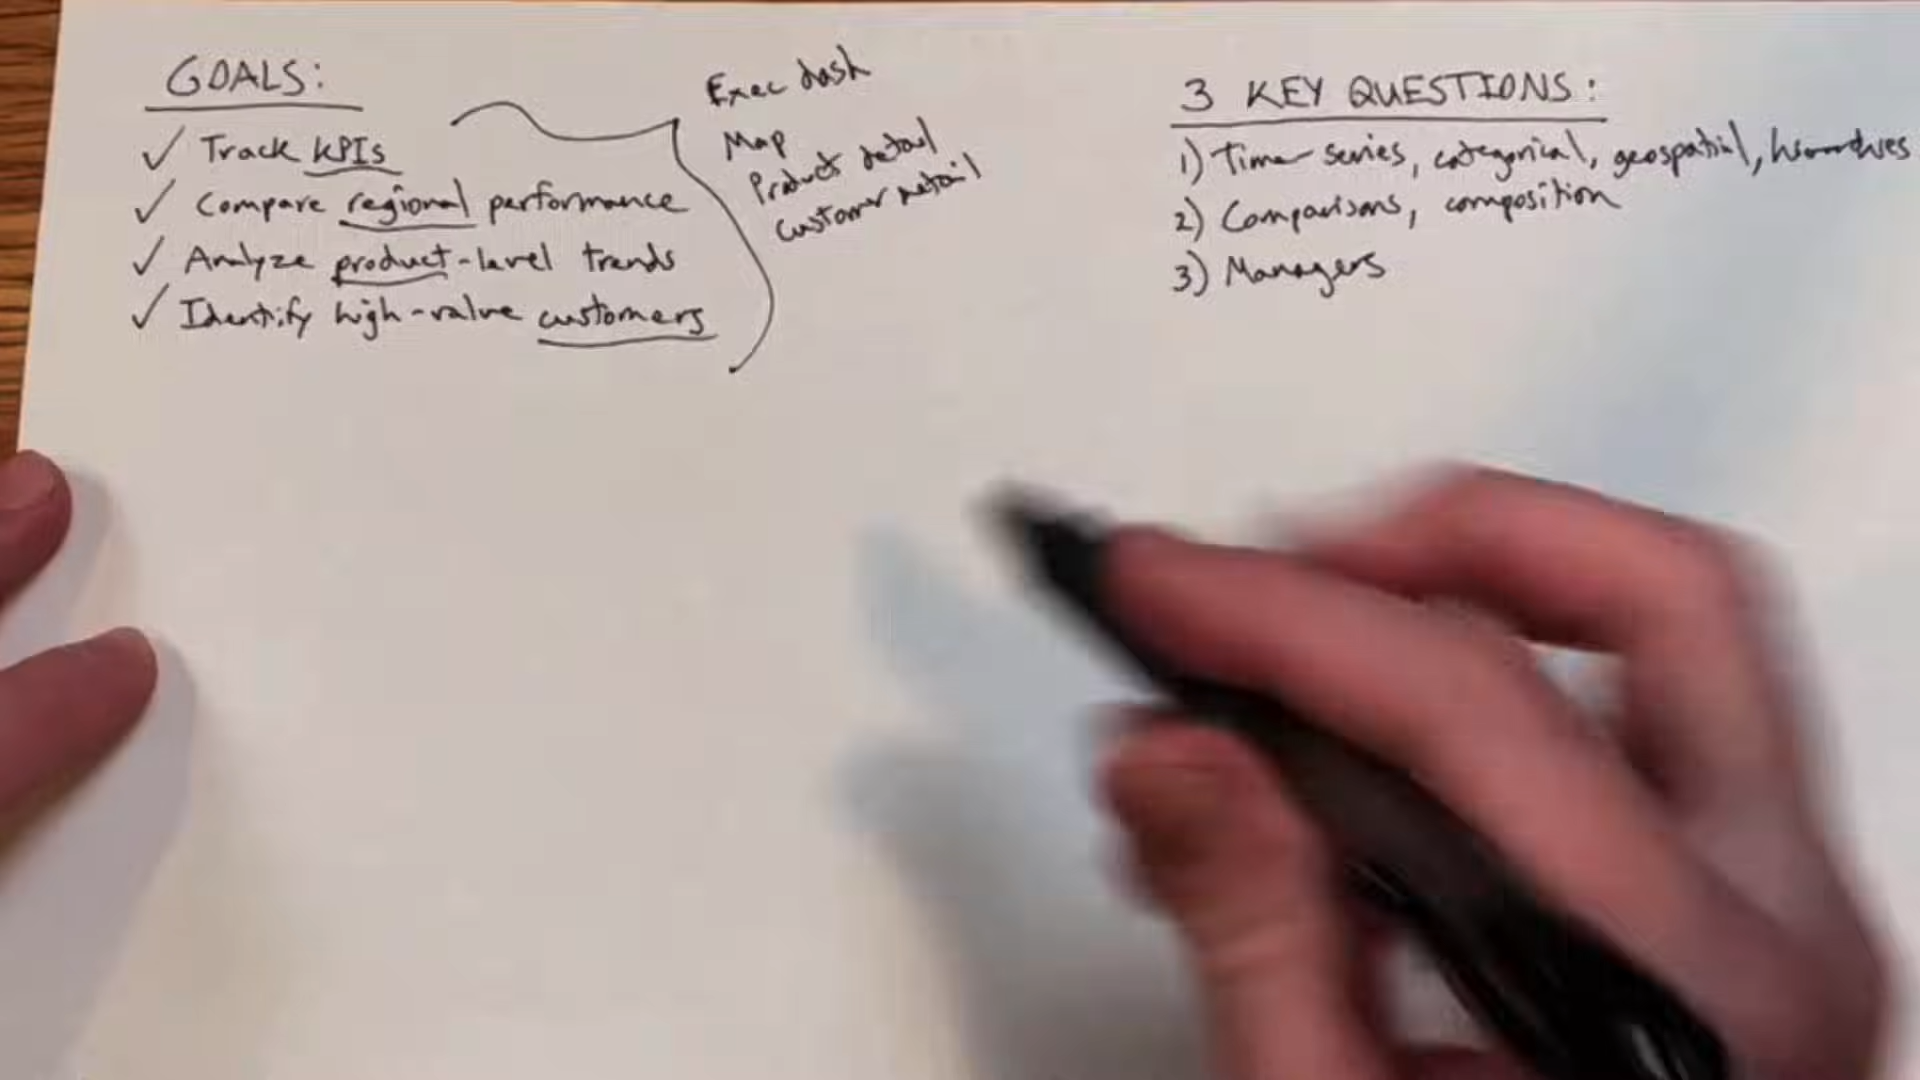 GOALS:
✓ Track KPIs
✓ Compare regional performance
✓ Analyze product-level trends
✓ Identify high-value customers
Exec dash
Map
Product detail
Customer detail
3 KEY QUESTIONS:
1) Time series, categorical, geospatial,
2) Comparisons, composition
3) Managers